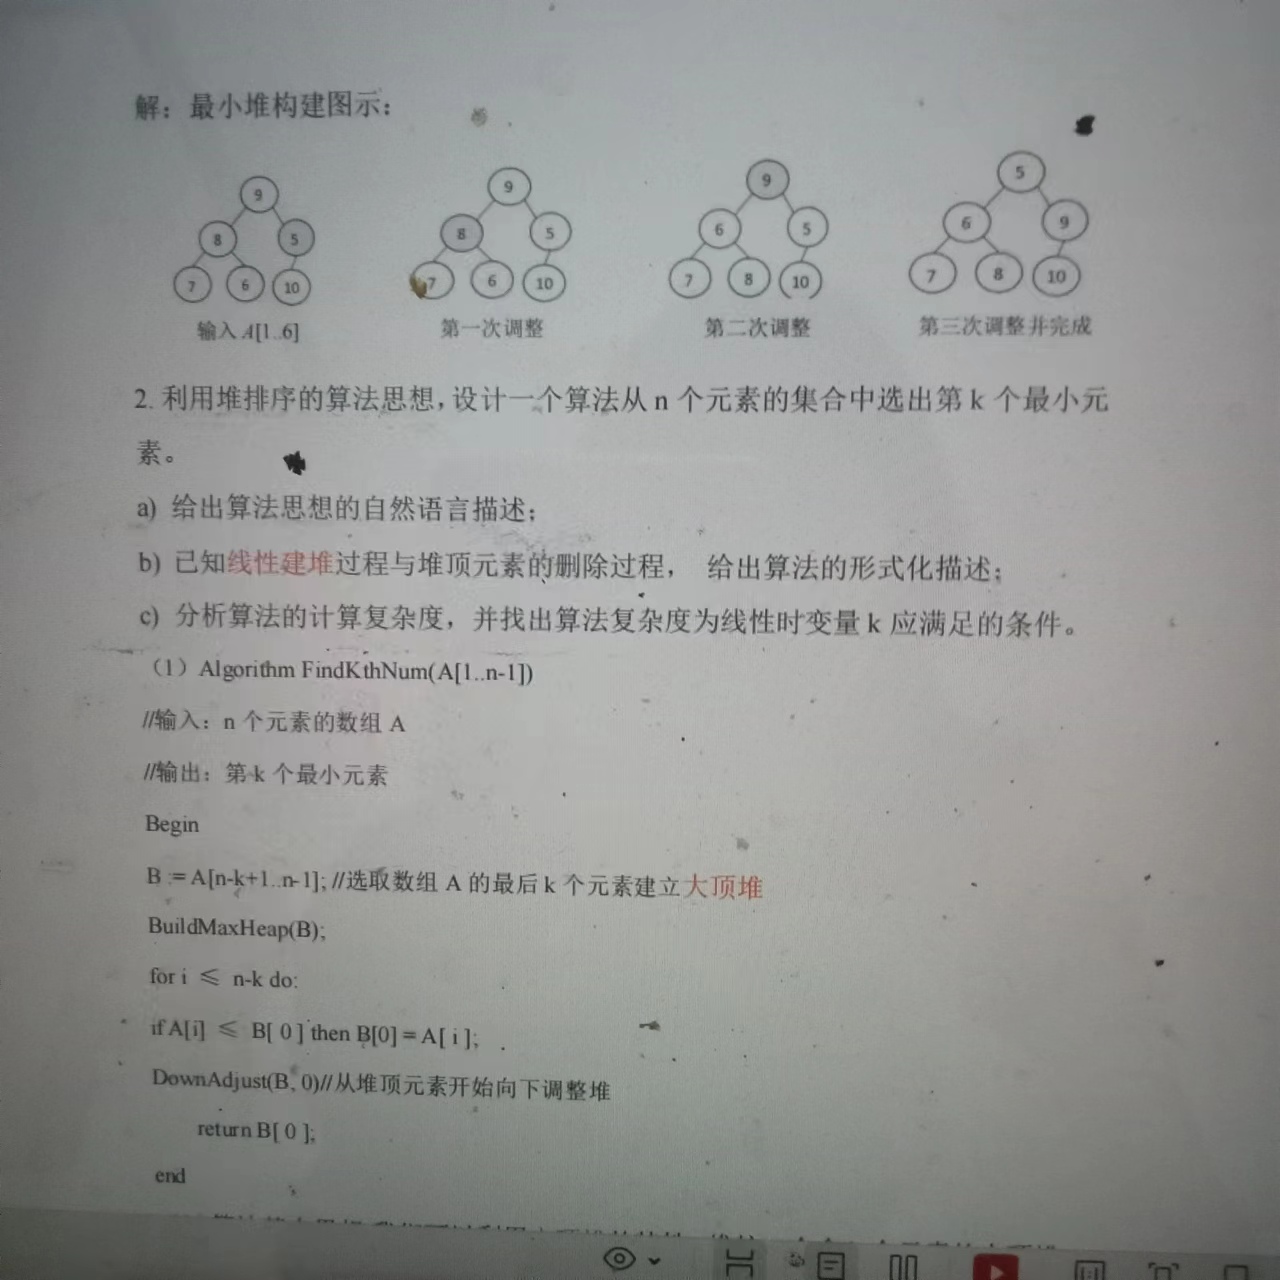 解：最小堆构建图示：
9 9 9 5
8 5 8 5 6 5 6 9
7 6 10 7 6 10 7 8 10 7 8 10
输入 A[1..6] 第一次调整 第二次调整 第三次调整并完成
2. 利用堆排序的算法思想，设计一个算法从 n 个元素的集合中选出第 k 个最小元
素。
a) 给出算法思想的自然语言描述；
b) 已知线性建堆过程与堆顶元素的删除过程， 给出算法的形式化描述；
c) 分析算法的计算复杂度，并找出算法复杂度为线性时变量 k 应满足的条件。
（1）Algorithm FindKthNum(A[1..n-1])
//输入：n 个元素的数组 A
//输出：第 k 个最小元素
Begin
B := A[n-k+1..n-1]; //选取数组 A 的最后 k 个元素建立大顶堆
BuildMaxHeap(B);
for i ≤ n-k do:
if A[i] ≤ B[ 0 ] then B[0] = A[ i ];
DownAdjust(B, 0)//从堆顶元素开始向下调整堆
return B[ 0 ];
end